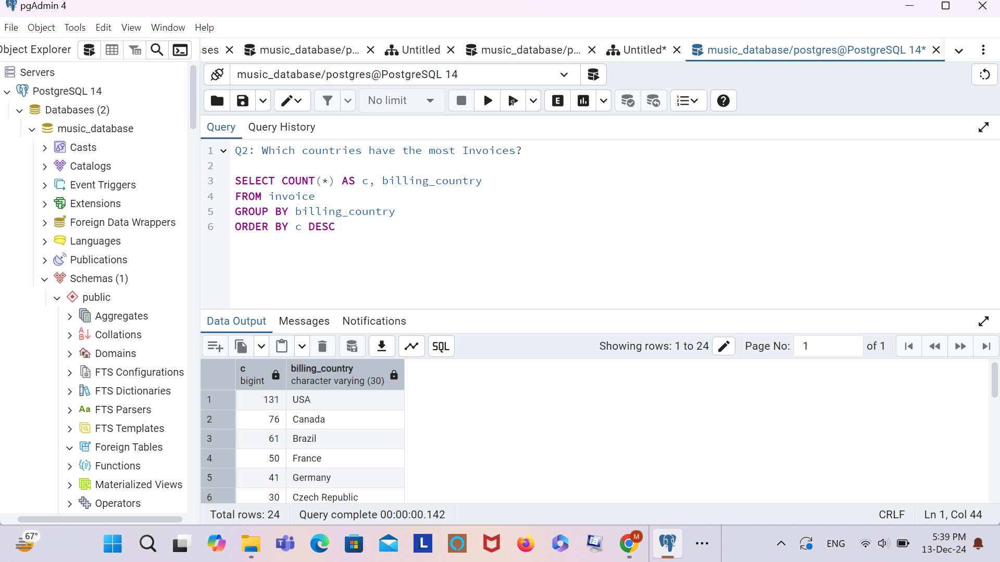 pgAdmin 4
File Object Tools Edit View Window Help
Object Explorer
ses music_database/p... Untitled music_database/p... Untitled* music_database/postgres@PostgreSQL 14*
Servers
PostgreSQL 14
Databases (2)
music_database
Casts
Catalogs
Event Triggers
Extensions
Foreign Data Wrappers
Languages
Publications
Schemas (1)
public
Aggregates
Collations
Domains
FTS Configurations
FTS Dictionaries
Aa FTS Parsers
FTS Templates
Foreign Tables
Functions
Materialized Views
Operators
music_database/postgres@PostgreSQL 14
No limit
E
Query Query History
1 Q2: Which countries have the most Invoices?
2
3 SELECT COUNT(*) AS c, billing_country
4 FROM invoice
5 GROUP BY billing_country
6 ORDER BY c DESC
Data Output Messages Notifications
SQL Showing rows: 1 to 24 Page No: 1 of 1
c billing_country
bigint character varying (30)
1 131 USA
2 76 Canada
3 61 Brazil
4 50 France
5 41 Germany
6 30 Czech Republic
Total rows: 24 Query complete 00:00:00.142 CRLF Ln 1, Col 44
67°
L
M
ENG
5:39 PM
13-Dec-24